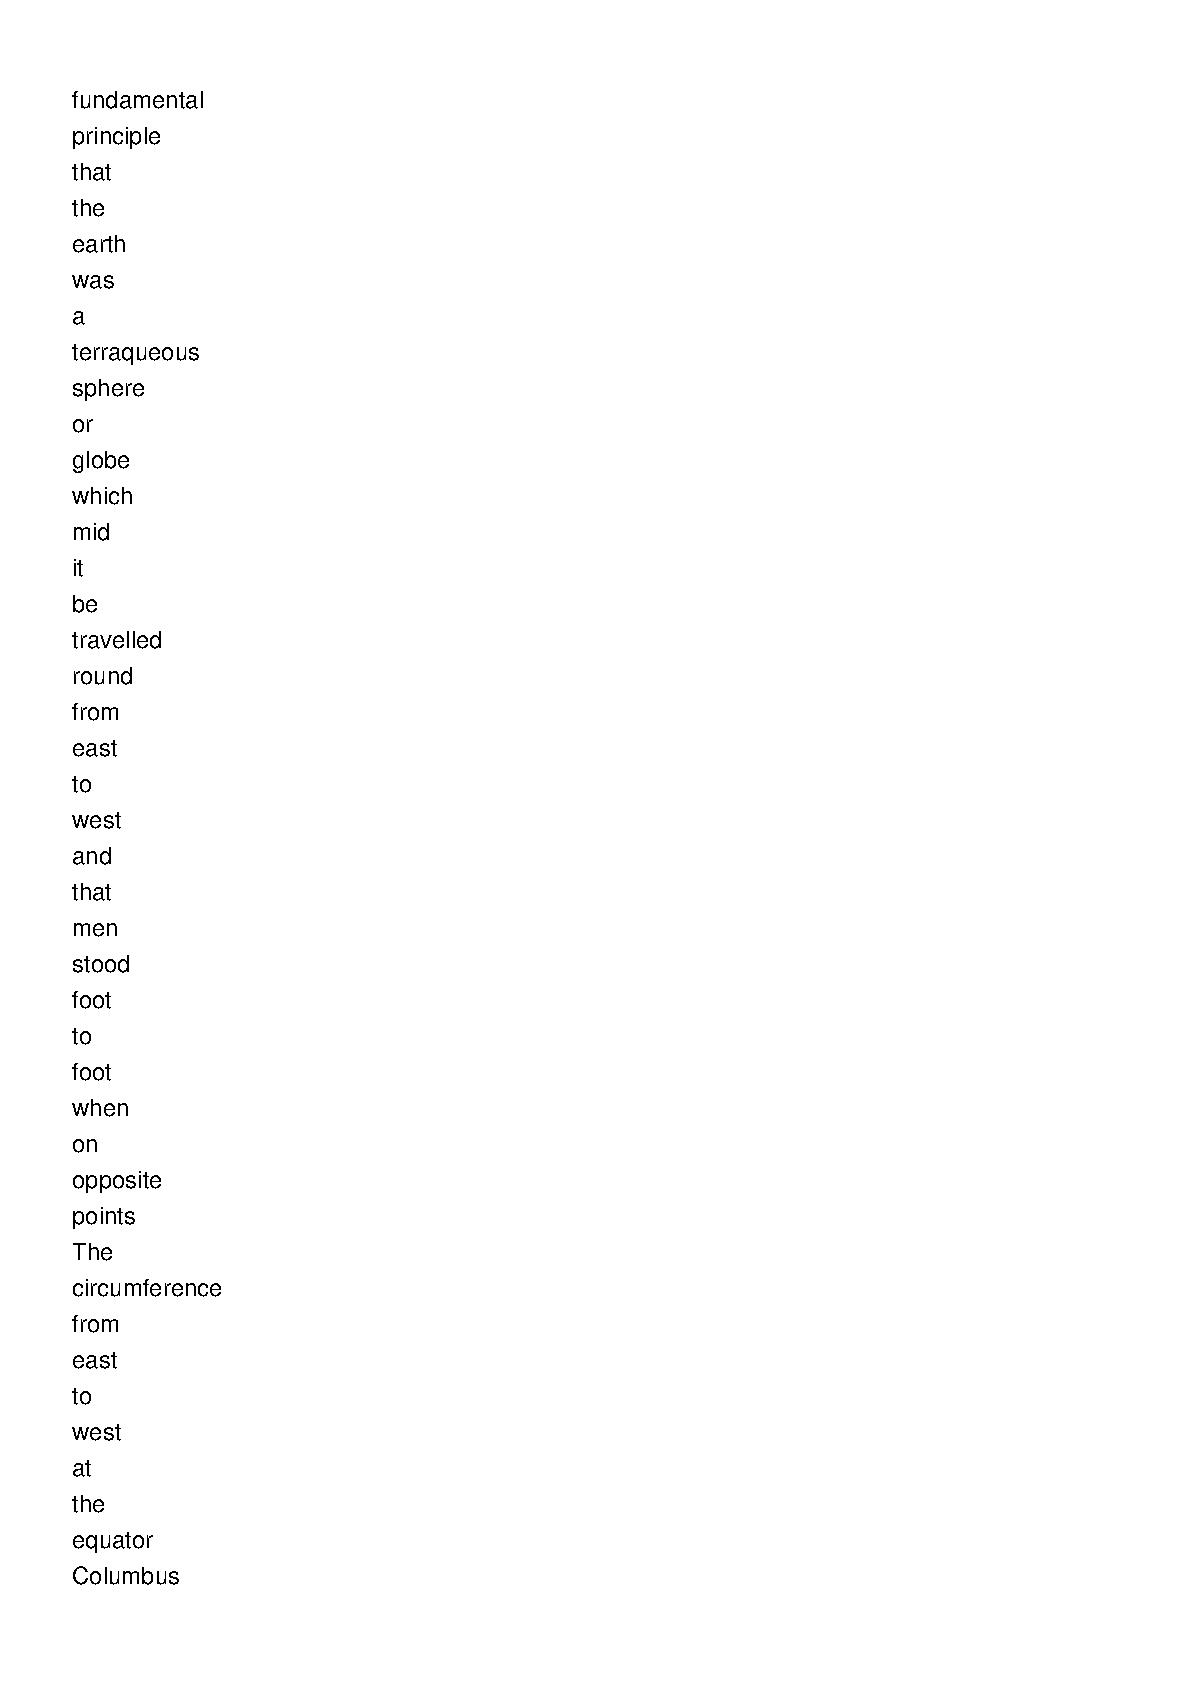 fundamental
principle
that
the
earth
was
a
terraqueous
sphere
or
globe
which
mid
it
be
travelled
round
from
east
to
west
and
that
men
stood
foot
to
foot
when
on
opposite
points
The
circumference
from
east
to
west
at
the
equator
Columbus